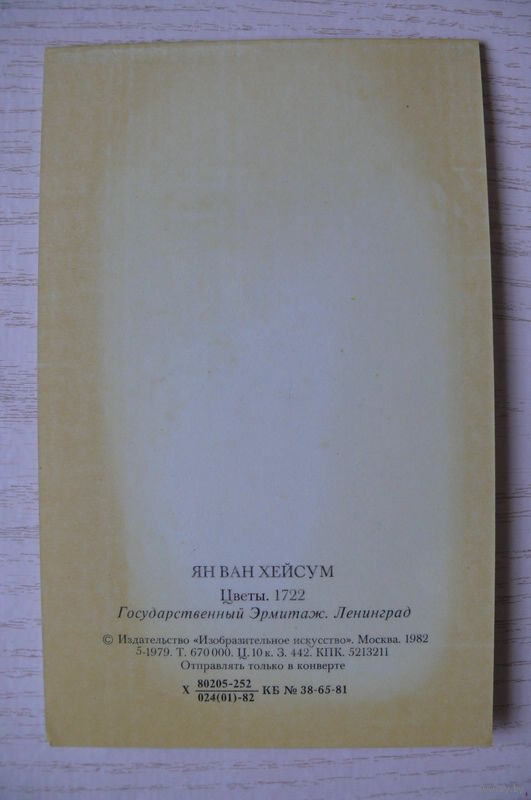 ЯН ВАН ХЕЙСУМ
Цветы. 1722
Государственный Эрмитаж. Ленинград
© Издательство «Изобразительное искусство». Москва. 1982
5-1979. Т. 670 000. Ц. 10 к. З. 442. КПК. 5213211
Отправлять только в конверте
Х 80205-252 / 024(01)-82 КБ № 38-65-81